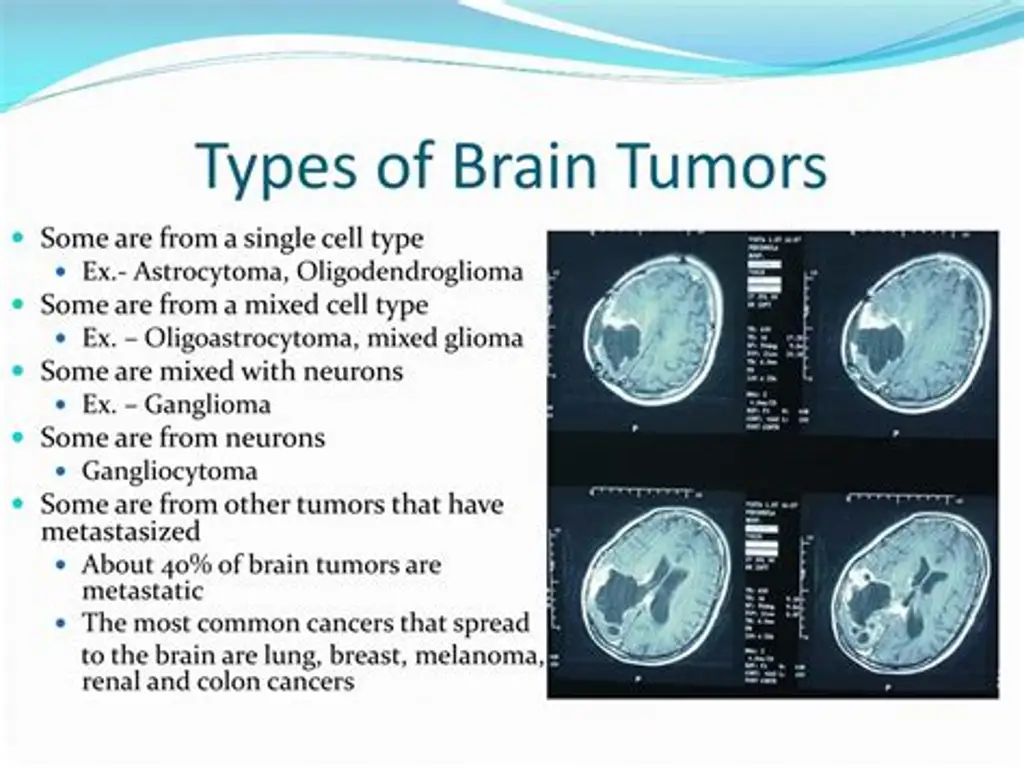 Types of Brain Tumors
Some are from a single cell type
Ex.- Astrocytoma, Oligodendroglioma
Some are from a mixed cell type
Ex. – Oligoastrocytoma, mixed glioma
Some are mixed with neurons
Ex. – Ganglioma
Some are from neurons
Gangliocytoma
Some are from other tumors that have
metastasized
About 40% of brain tumors are
metastatic
The most common cancers that spread
to the brain are lung, breast, melanoma,
renal and colon cancers
P
P
P
P